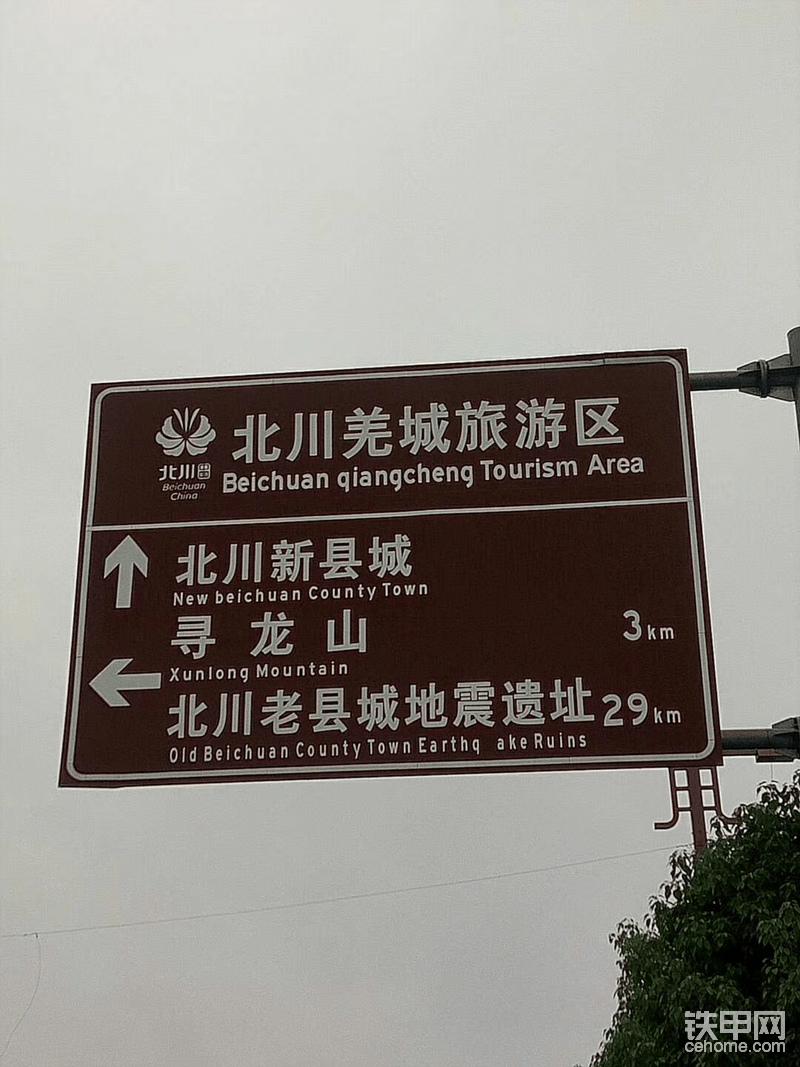 北川羌城旅游区
Beichuan qiangcheng Tourism Area
北川
Beichuan
China
北川新县城
New beichuan County Town
寻龙山 3km
Xunlong Mountain
北川老县城地震遗址 29km
Old Beichuan County Town Earthq ake Ruins
铁甲网
cehome.com